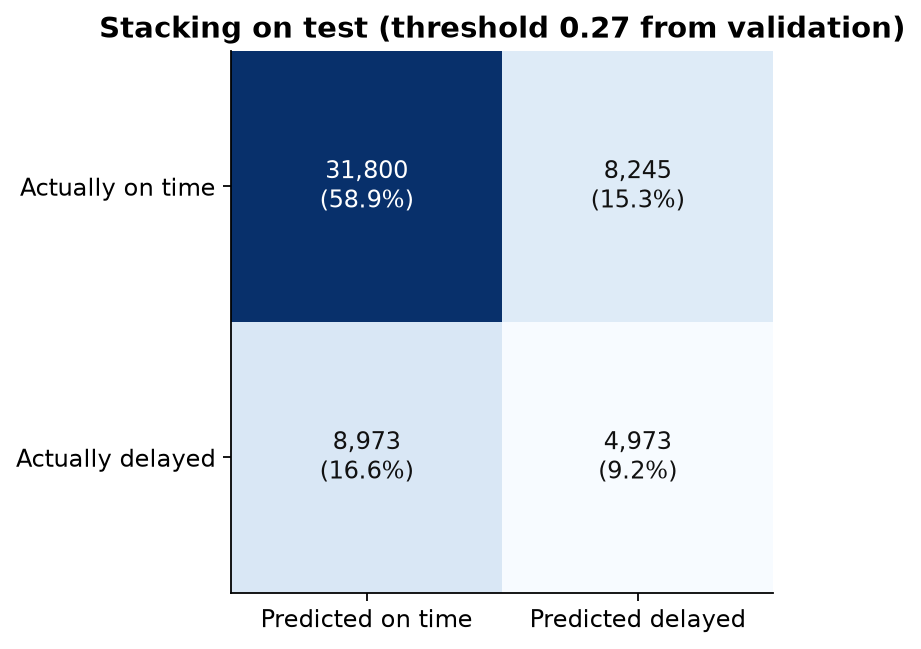 Stacking on test (threshold 0.27 from validation)
Actually on time
31,800
(58.9%)
8,245
(15.3%)
Actually delayed
8,973
(16.6%)
4,973
(9.2%)
Predicted on time
Predicted delayed